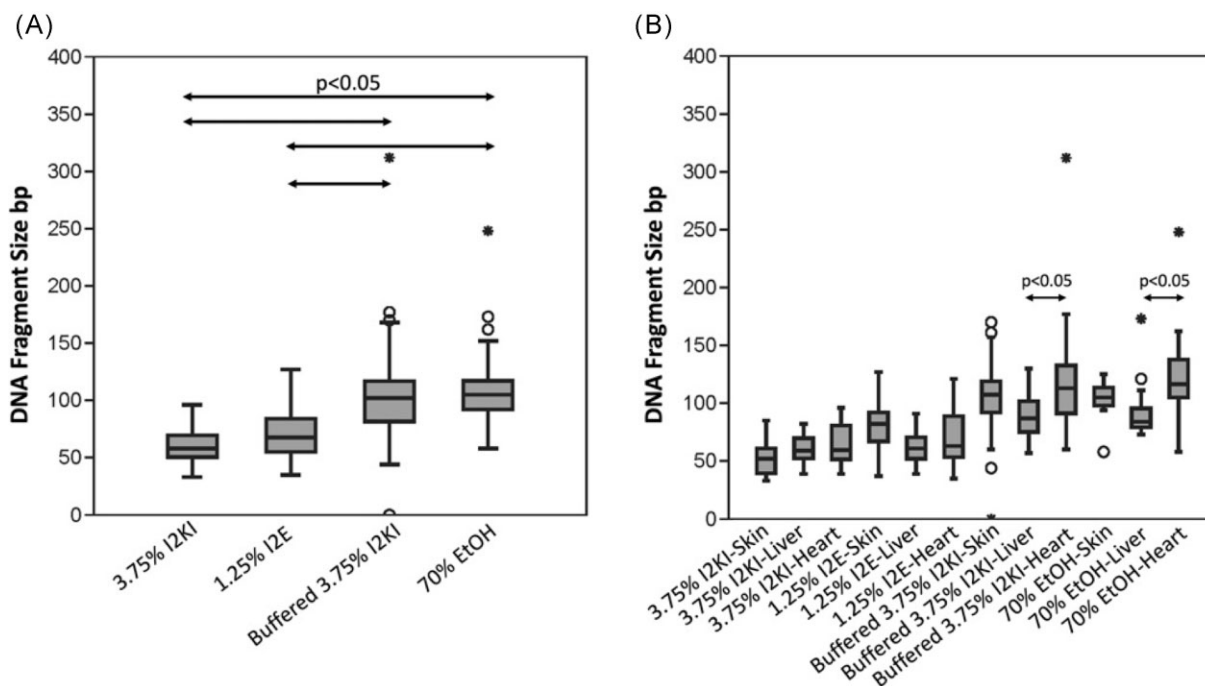 (A)
DNA Fragment Size bp
400
350
300
250
200
150
100
50
0
p<0.05
3.75% I2KI
1.25% I2E
Buffered 3.75% I2KI
70% EtOH
(B)
DNA Fragment Size bp
400
350
300
250
200
150
100
50
0
p<0.05
p<0.05
3.75% I2KI-Skin
3.75% I2KI-Liver
3.75% I2KI-Heart
1.25% I2E-Skin
1.25% I2E-Liver
1.25% I2E-Heart
Buffered 3.75% I2KI-Skin
Buffered 3.75% I2KI-Liver
Buffered 3.75% I2KI-Heart
70% EtOH-Skin
70% EtOH-Liver
70% EtOH-Heart